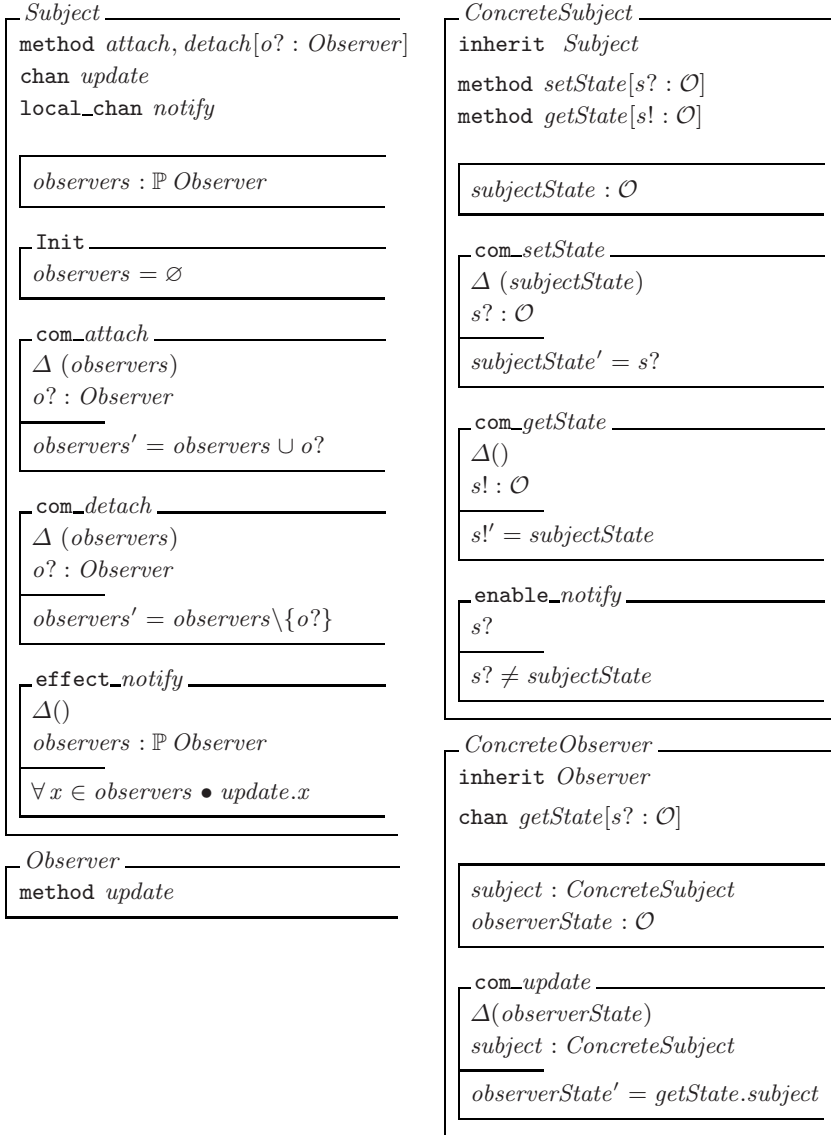 Subject
method attach, detach[o? : Observer]
chan update
local_chan notify
observers : ℙ Observer
Init
observers = ∅
com_attach
Δ (observers)
o? : Observer
observers′ = observers ∪ o?
com_detach
Δ (observers)
o? : Observer
observers′ = observers\{o?}
effect_notify
Δ()
observers : ℙ Observer
∀ x ∈ observers • update.x
Observer
method update
ConcreteSubject
inherit Subject
method setState[s? : 𝒪]
method getState[s! : 𝒪]
subjectState : 𝒪
com_setState
Δ (subjectState)
s? : 𝒪
subjectState′ = s?
com_getState
Δ()
s! : 𝒪
s!′ = subjectState
enable_notify
s?
s? ≠ subjectState
ConcreteObserver
inherit Observer
chan getState[s? : 𝒪]
subject : ConcreteSubject
observerState : 𝒪
com_update
Δ(observerState)
subject : ConcreteSubject
observerState′ = getState.subject